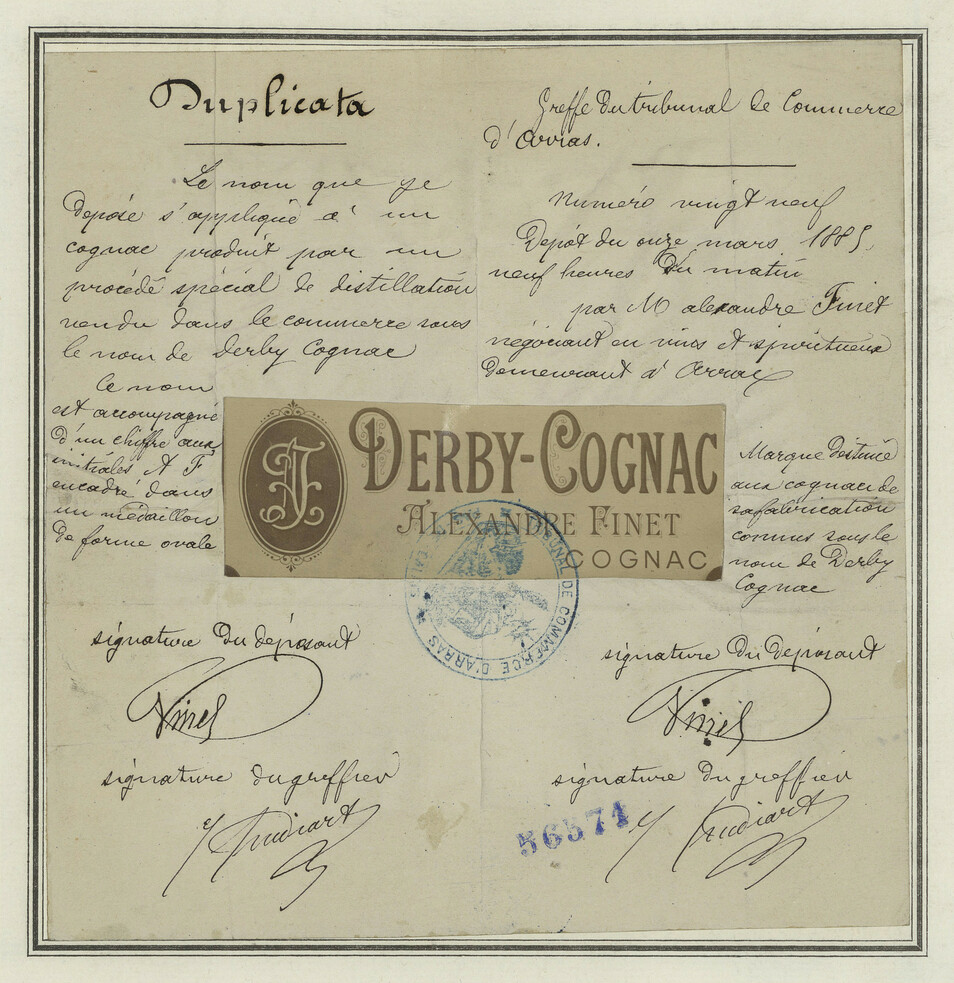 Duplicata
Le nom que je
dépose s'applique à un
cognac produit par un
procédé spécial de distillation
vendu dans le commerce sous
le nom de Derby Cognac
Ce nom
est accompagné
d'un chiffre aux
initiales A F
encadré dans
un médaillon
de forme ovale
signature du déposant
Finet
signature du greffier
Greffe du tribunal de Commerce
d'Arras.
Numéro vingt neuf
Dépôt du onze mars 1885,
neuf heures du matin
par M alexandre Finet
négociant en vins et spiritueux
demeurant à Arras
DERBY-COGNAC
ALEXANDRE FINET
COGNAC
Marque destinée
aux cognacs de
sa fabrication
connus sous le
nom de Derby
Cognac
TRIBUNAL DE COMMERCE D'ARRAS
signature du déposant
Finet
signature du greffier
56571